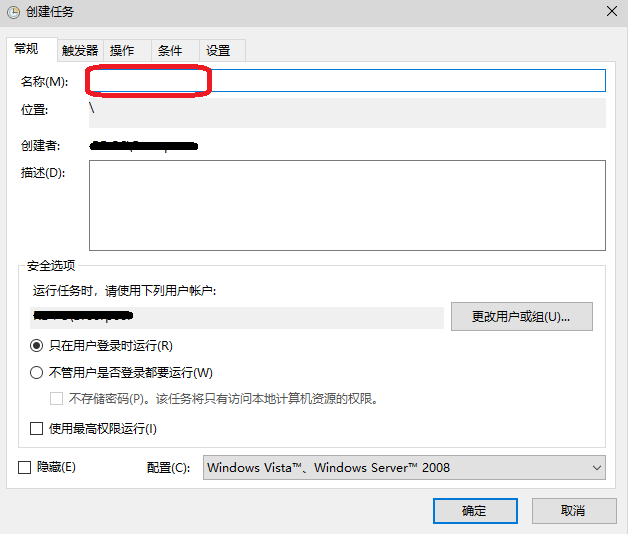 创建任务
常规 触发器 操作 条件 设置
名称(M):
位置: \
创建者:
描述(D):
安全选项
运行任务时，请使用下列用户帐户:
更改用户或组(U)...
只在用户登录时运行(R)
不管用户是否登录都要运行(W)
不存储密码(P)。该任务将只有访问本地计算机资源的权限。
使用最高权限运行(I)
隐藏(E) 配置(C): Windows Vista™、Windows Server™ 2008
确定 取消